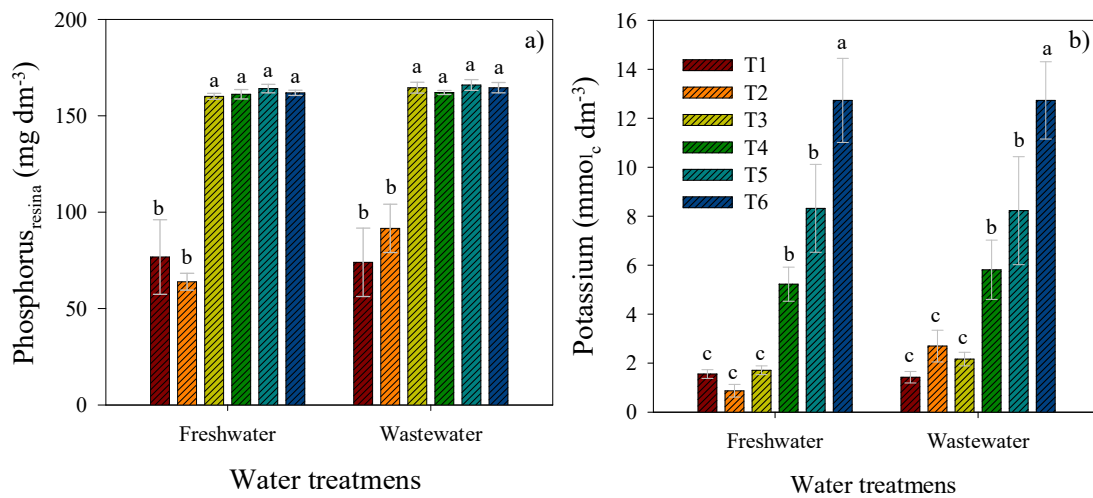 a)
Phosphorus_resina (mg dm-3)
200
150
100
50
0
b b a a a a
b b a a a a
Freshwater Wastewater
Water treatmens
b)
Potassium (mmol_c dm-3)
16
14
12
10
8
6
4
2
0
T1
T2
T3
T4
T5
T6
c c c b b a
c c c b b a
Freshwater Wastewater
Water treatmens